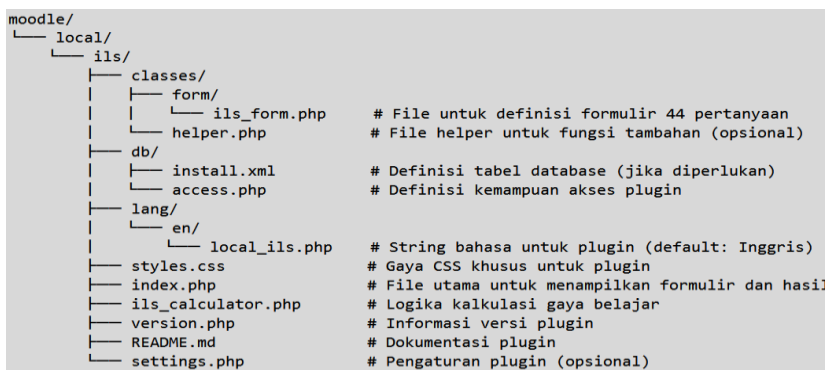 moodle/
└── local/
    └── ils/
        ├── classes/
        │   ├── form/
        │   │   └── ils_form.php     # File untuk definisi formulir 44 pertanyaan
        │   └── helper.php           # File helper untuk fungsi tambahan (opsional)
        ├── db/
        │   ├── install.xml          # Definisi tabel database (jika diperlukan)
        │   └── access.php           # Definisi kemampuan akses plugin
        ├── lang/
        │   └── en/
        │       └── local_ils.php    # String bahasa untuk plugin (default: Inggris)
        ├── styles.css               # Gaya CSS khusus untuk plugin
        ├── index.php                # File utama untuk menampilkan formulir dan hasil
        ├── ils_calculator.php       # Logika kalkulasi gaya belajar
        ├── version.php              # Informasi versi plugin
        ├── README.md                # Dokumentasi plugin
        └── settings.php             # Pengaturan plugin (opsional)